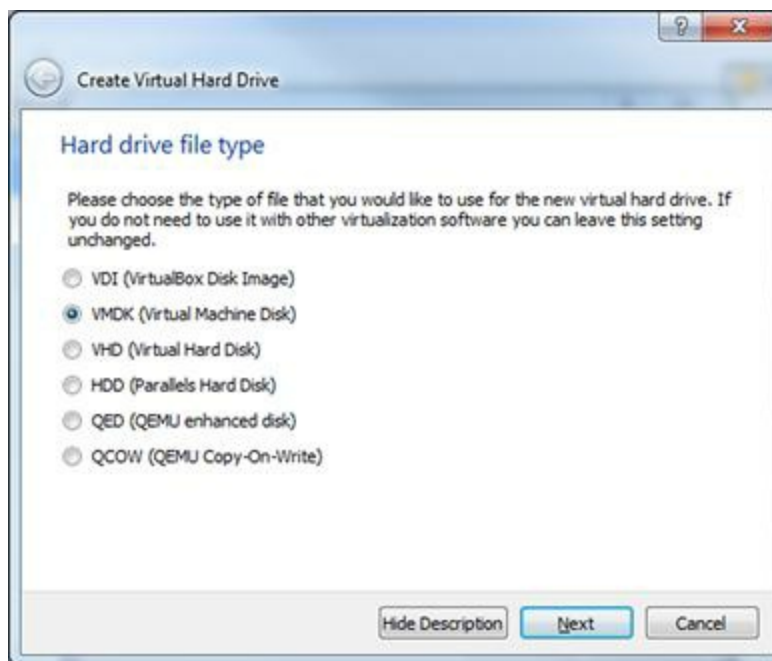 Create Virtual Hard Drive
Hard drive file type
Please choose the type of file that you would like to use for the new virtual hard drive. If
you do not need to use it with other virtualization software you can leave this setting
unchanged.
VDI (VirtualBox Disk Image)
VMDK (Virtual Machine Disk)
VHD (Virtual Hard Disk)
HDD (Parallels Hard Disk)
QED (QEMU enhanced disk)
QCOW (QEMU Copy-On-Write)
Hide Description Next Cancel